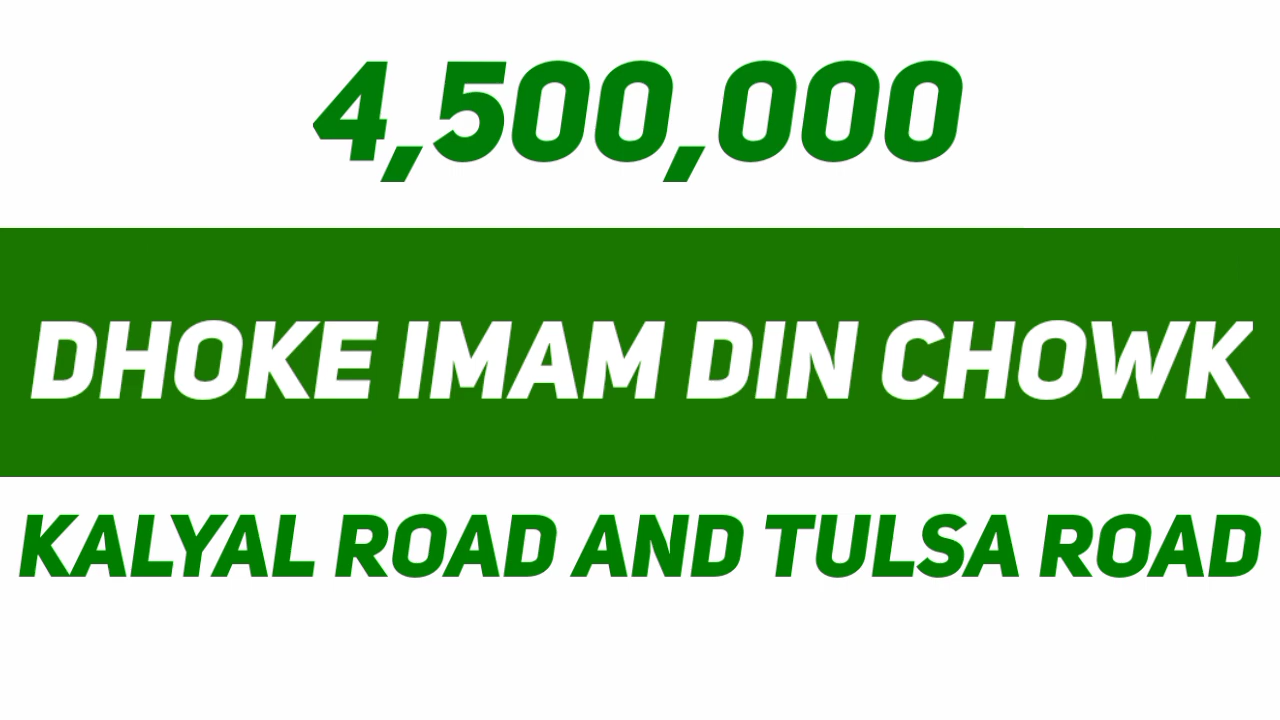 4,500,000
DHOKE IMAM DIN CHOWK
KALYAL ROAD AND TULSA ROAD